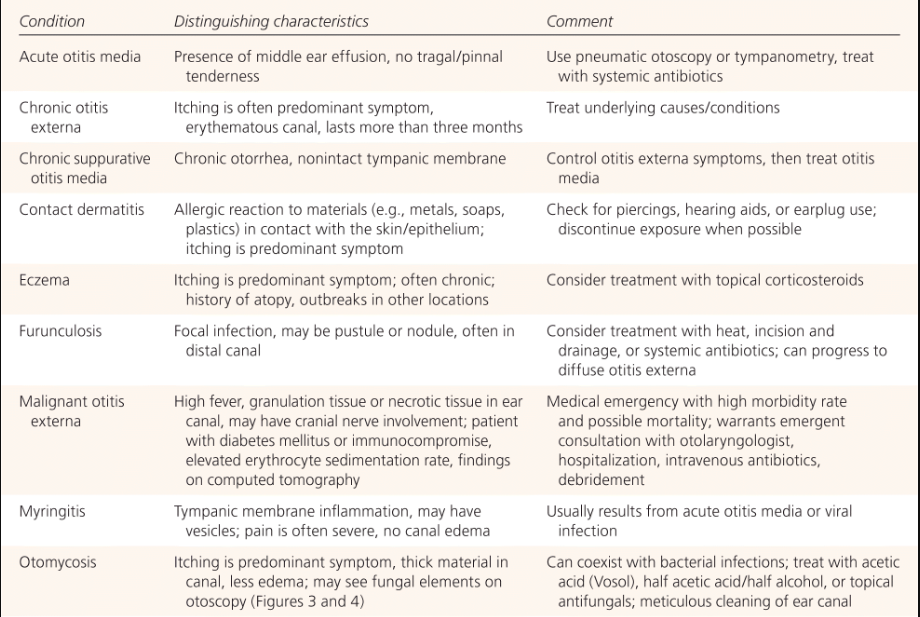 Condition Distinguishing characteristics Comment
Acute otitis media Presence of middle ear effusion, no tragal/pinnal Use pneumatic otoscopy or tympanometry, treat
tenderness with systemic antibiotics
Chronic otitis Itching is often predominant symptom, Treat underlying causes/conditions
externa erythematous canal, lasts more than three months
Chronic suppurative Chronic otorrhea, nonintact tympanic membrane Control otitis externa symptoms, then treat otitis
otitis media media
Contact dermatitis Allergic reaction to materials (e.g., metals, soaps, Check for piercings, hearing aids, or earplug use;
plastics) in contact with the skin/epithelium; discontinue exposure when possible
itching is predominant symptom
Eczema Itching is predominant symptom; often chronic; Consider treatment with topical corticosteroids
history of atopy, outbreaks in other locations
Furunculosis Focal infection, may be pustule or nodule, often in Consider treatment with heat, incision and
distal canal drainage, or systemic antibiotics; can progress to
diffuse otitis externa
Malignant otitis High fever, granulation tissue or necrotic tissue in ear Medical emergency with high morbidity rate
externa canal, may have cranial nerve involvement; patient and possible mortality; warrants emergent
with diabetes mellitus or immunocompromise, consultation with otolaryngologist,
elevated erythrocyte sedimentation rate, findings hospitalization, intravenous antibiotics,
on computed tomography debridement
Myringitis Tympanic membrane inflammation, may have Usually results from acute otitis media or viral
vesicles; pain is often severe, no canal edema infection
Otomycosis Itching is predominant symptom, thick material in Can coexist with bacterial infections; treat with acetic
canal, less edema; may see fungal elements on acid (Vosol), half acetic acid/half alcohol, or topical
otoscopy (Figures 3 and 4) antifungals; meticulous cleaning of ear canal